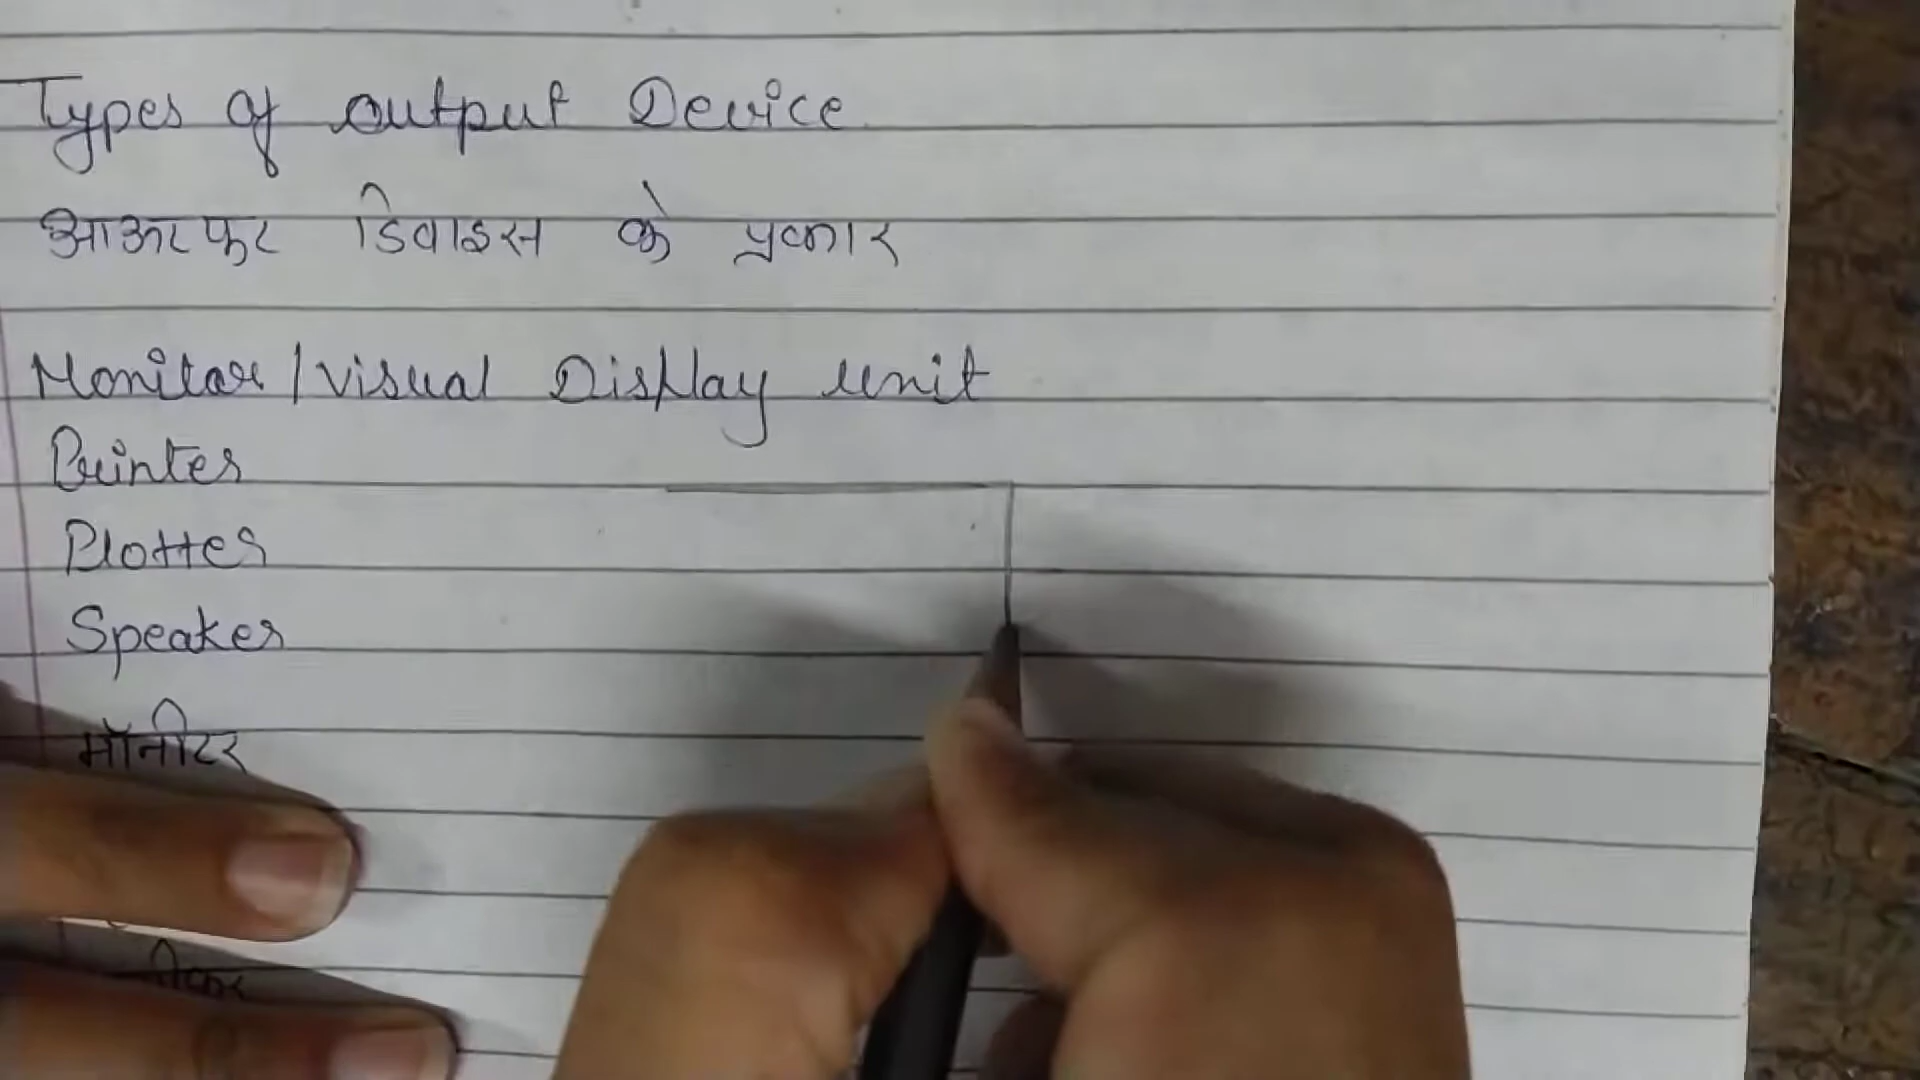 Types of output Device
आऊटपुट डिवाइस के प्रकार
Monitor/visual Display unit
Printer
Plotter
Speaker
मॉनीटर